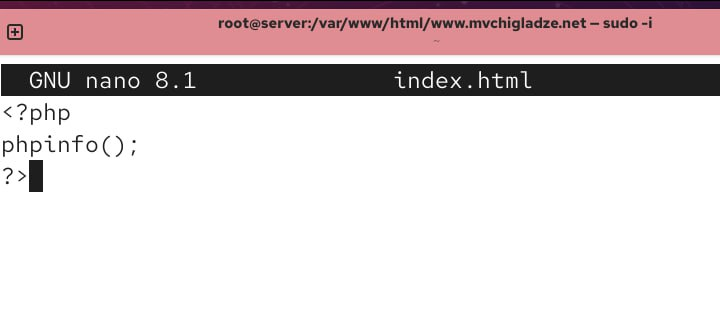 root@server:/var/www/html/www.mvchigladze.net — sudo -i
~
GNU nano 8.1 index.html
<?php
phpinfo();
?>